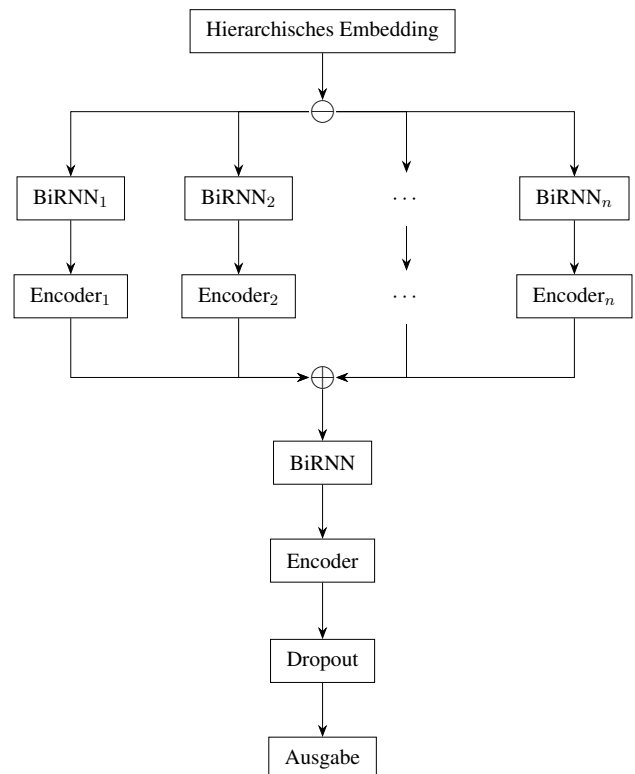 Hierarchisches Embedding
BiRNN₁ BiRNN₂ ... BiRNNₙ
Encoder₁ Encoder₂ ... Encoderₙ
BiRNN
Encoder
Dropout
Ausgabe